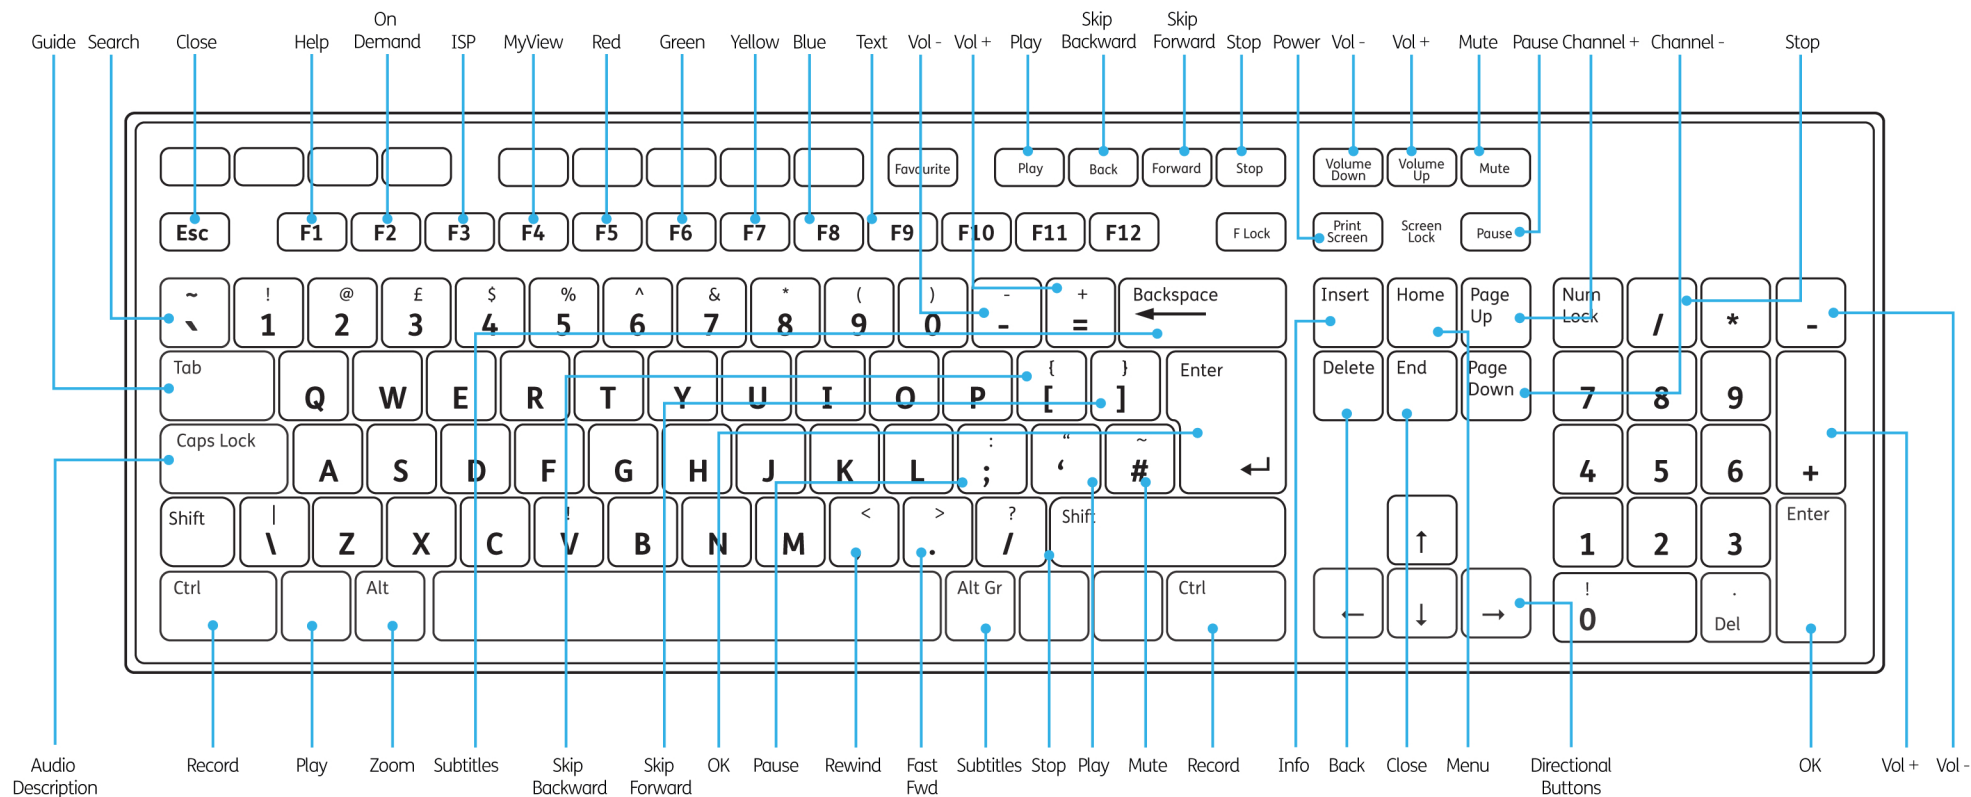 On Skip Skip
Guide Search Close Help Demand ISP MyView Red Green Yellow Blue Text Vol - Vol + Play Backward Forward Stop Power Vol - Vol + Mute Pause Channel + Channel - Stop
Favourite Play Back Forward Stop Volume Down Volume Up Mute
Esc F1 F2 F3 F4 F5 F6 F7 F8 F9 F10 F11 F12 F Lock Print Screen Screen Lock Pause
~ ! @ £ $ % ^ & * ( ) - + Backspace Insert Home Page Up Num Lock
` 1 2 3 4 5 6 7 8 9 0 - = / * -
Tab { } Enter Delete End Page Down
Q W E R T Y U I O P [ ] 7 8 9
Caps Lock : “ ~
A S D F G H J K L ; ‘ # 4 5 6 +
Shift | ! < > ? Shift Enter
\ Z X C V B N M , . / ↑ 1 2 3
Ctrl Alt Alt Gr Ctrl ! .
← ↓ → 0 Del
Audio Record Play Zoom Subtitles Skip Skip OK Pause Rewind Fast Subtitles Stop Play Mute Record Info Back Close Menu Directional OK Vol + Vol -
Description Backward Forward Fwd Buttons